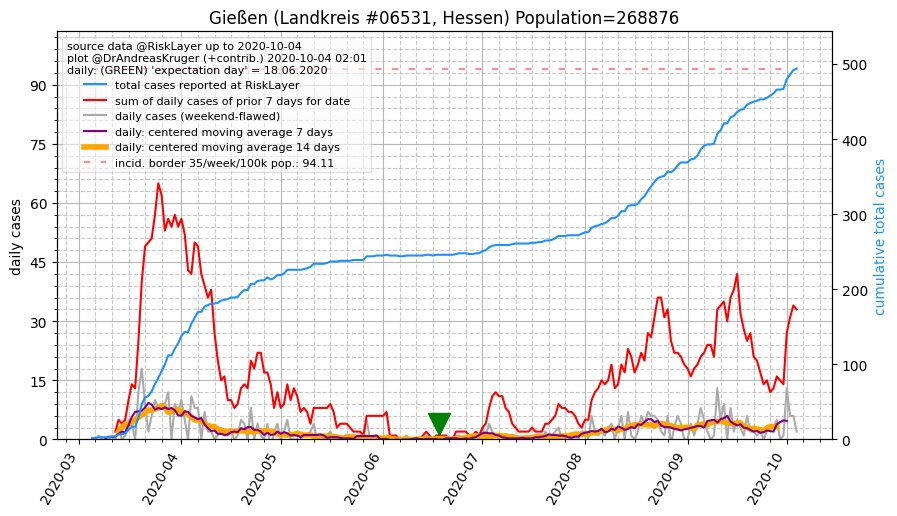 Gießen (Landkreis #06531, Hessen) Population=268876
source data @RiskLayer up to 2020-10-04
plot @DrAndreasKruger (+contrib.) 2020-10-04 02:01
daily: (GREEN) 'expectation day' = 18.06.2020
total cases reported at RiskLayer
sum of daily cases of prior 7 days for date
daily cases (weekend-flawed)
daily: centered moving average 7 days
daily: centered moving average 14 days
incid. border 35/week/100k pop.: 94.11
daily cases
90
75
60
45
30
15
0
cumulative total cases
500
400
300
200
100
0
2020-03
2020-04
2020-05
2020-06
2020-07
2020-08
2020-09
2020-10